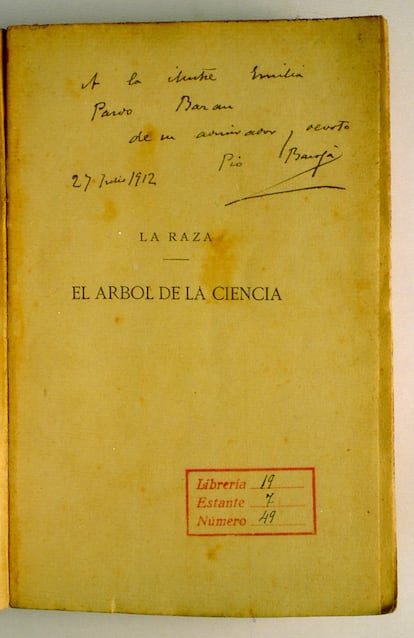 A la ilustre Emilia
Pardo Bazan
de su admirador y devoto
Pio Baroja
27 Julio 1912
LA RAZA
EL ARBOL DE LA CIENCIA
Librería 19
Estante 7
Número 49